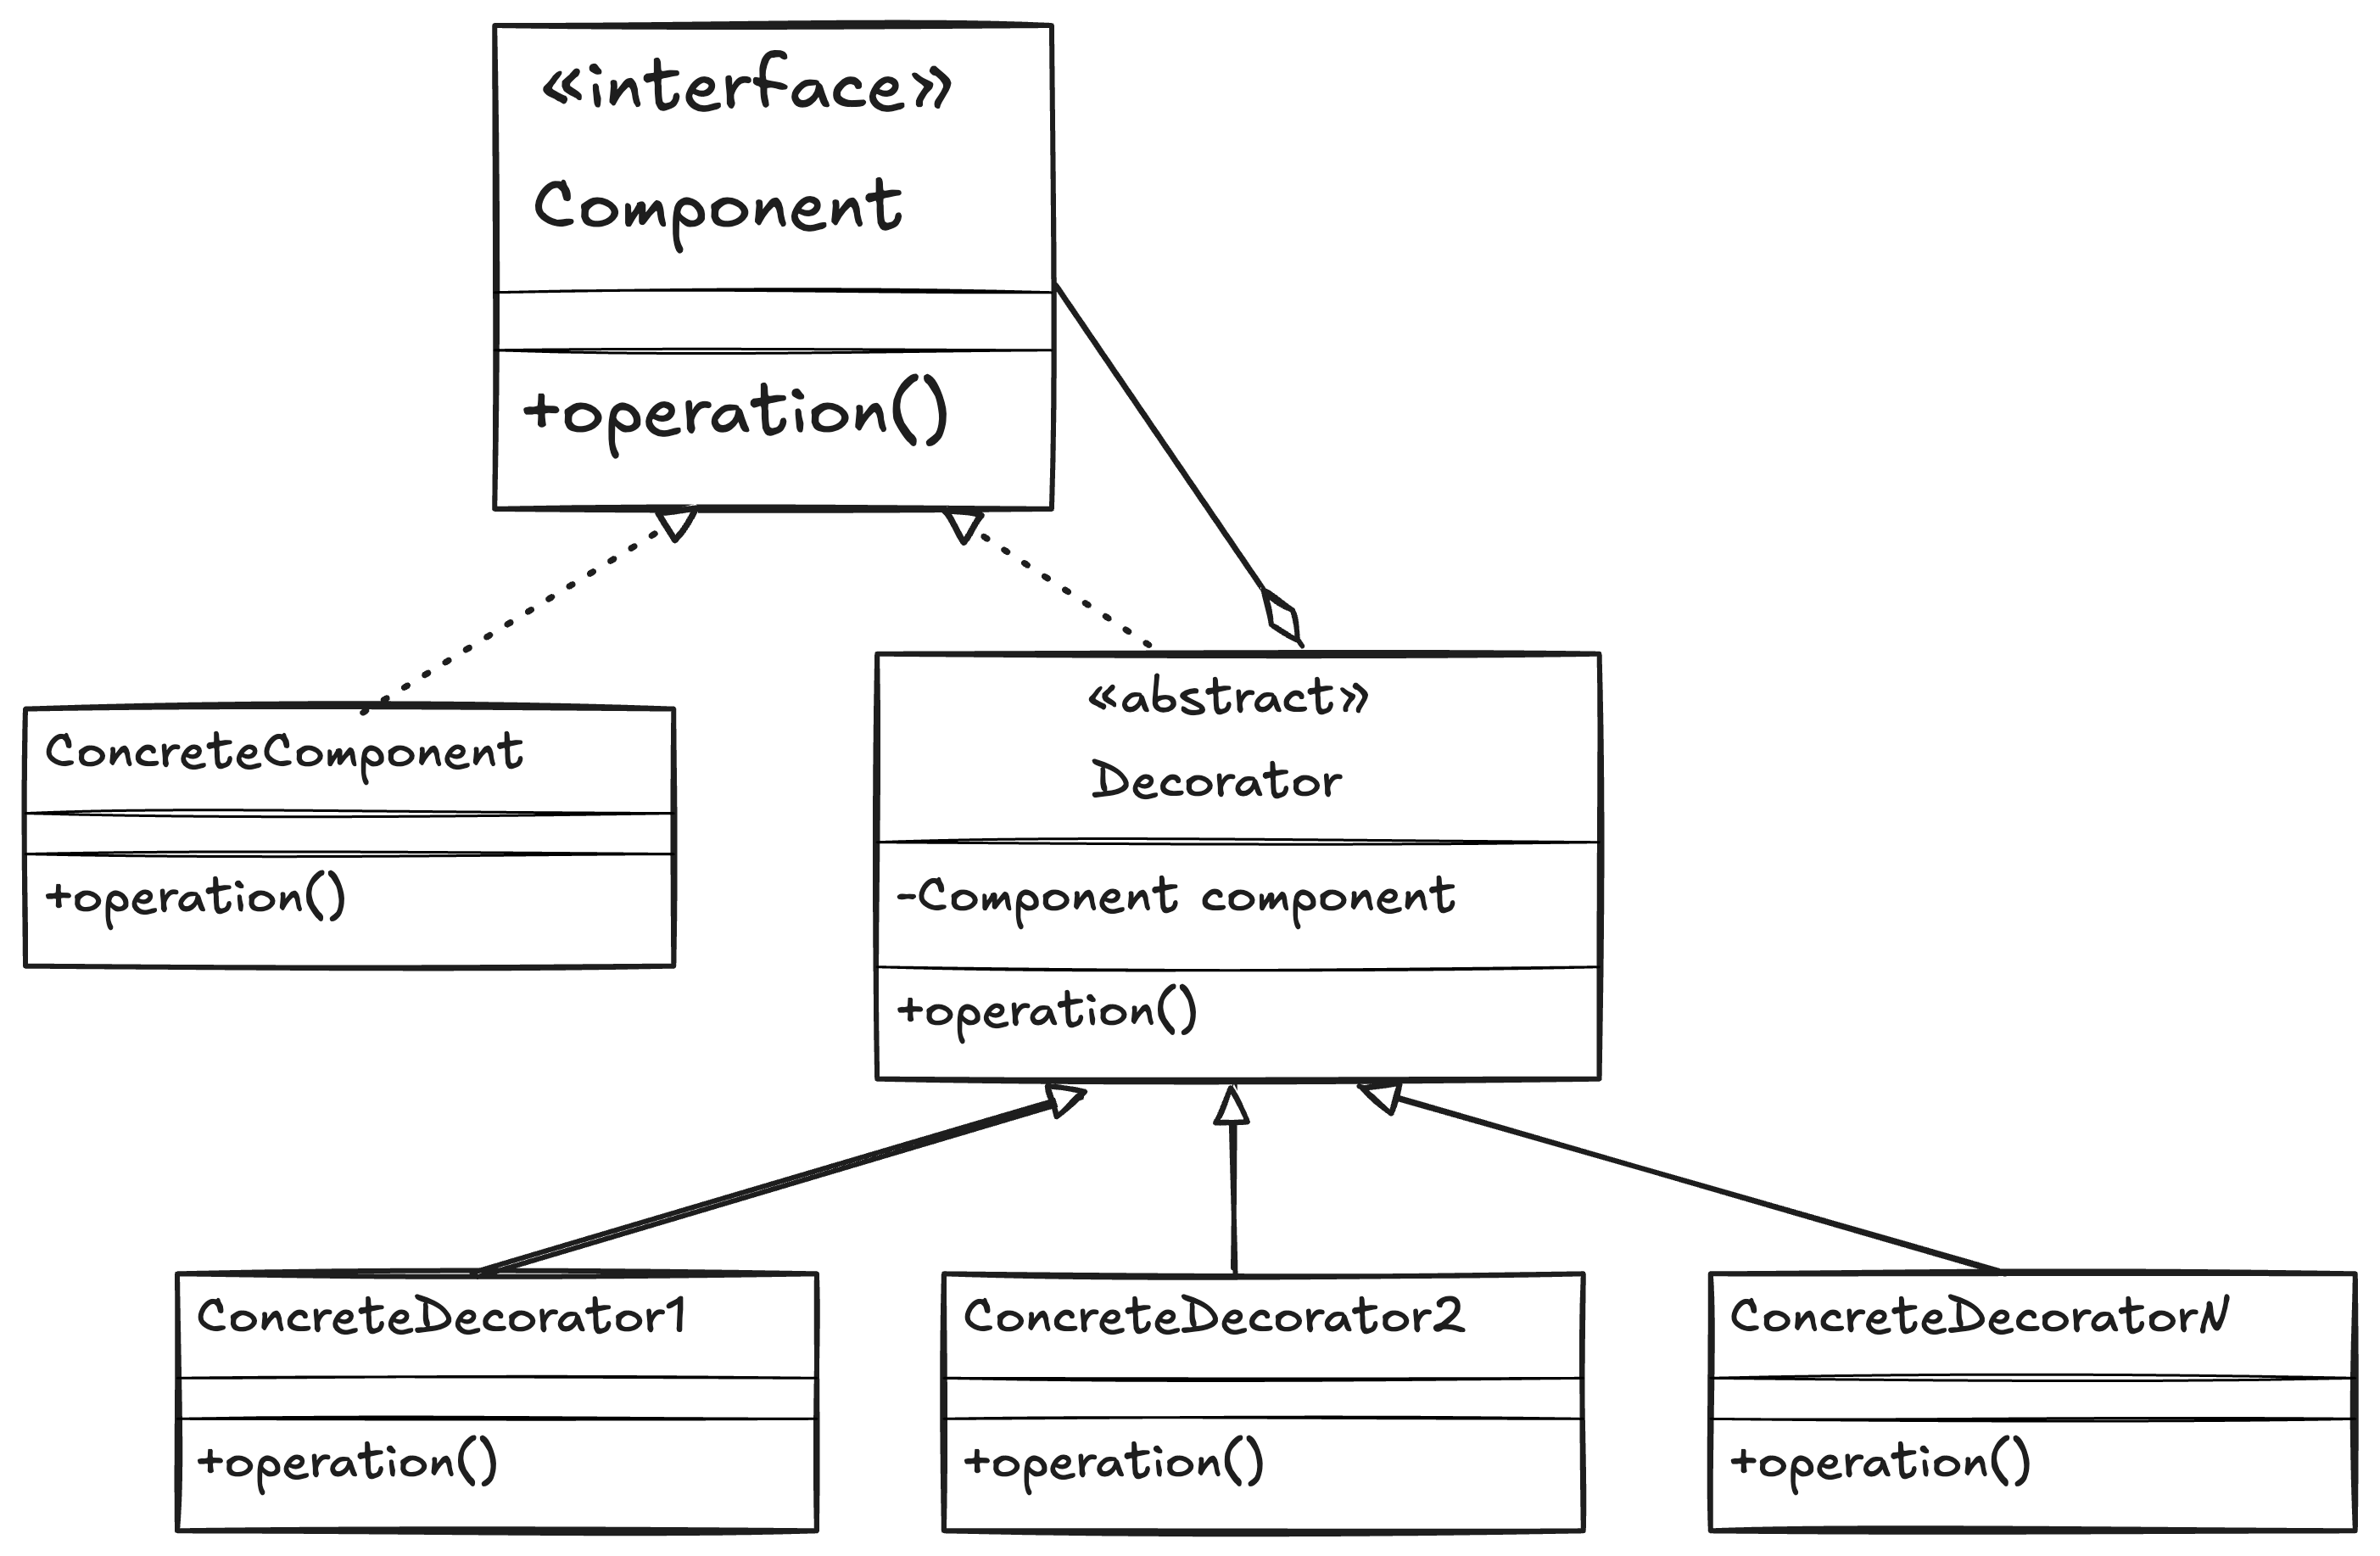 «interface»
Component
+operation()
ConcreteComponent
+operation()
«abstract»
Decorator
-Component component
+operation()
ConcreteDecorator1
+operation()
ConcreteDecorator2
+operation()
ConcreteDecoratorN
+operation()